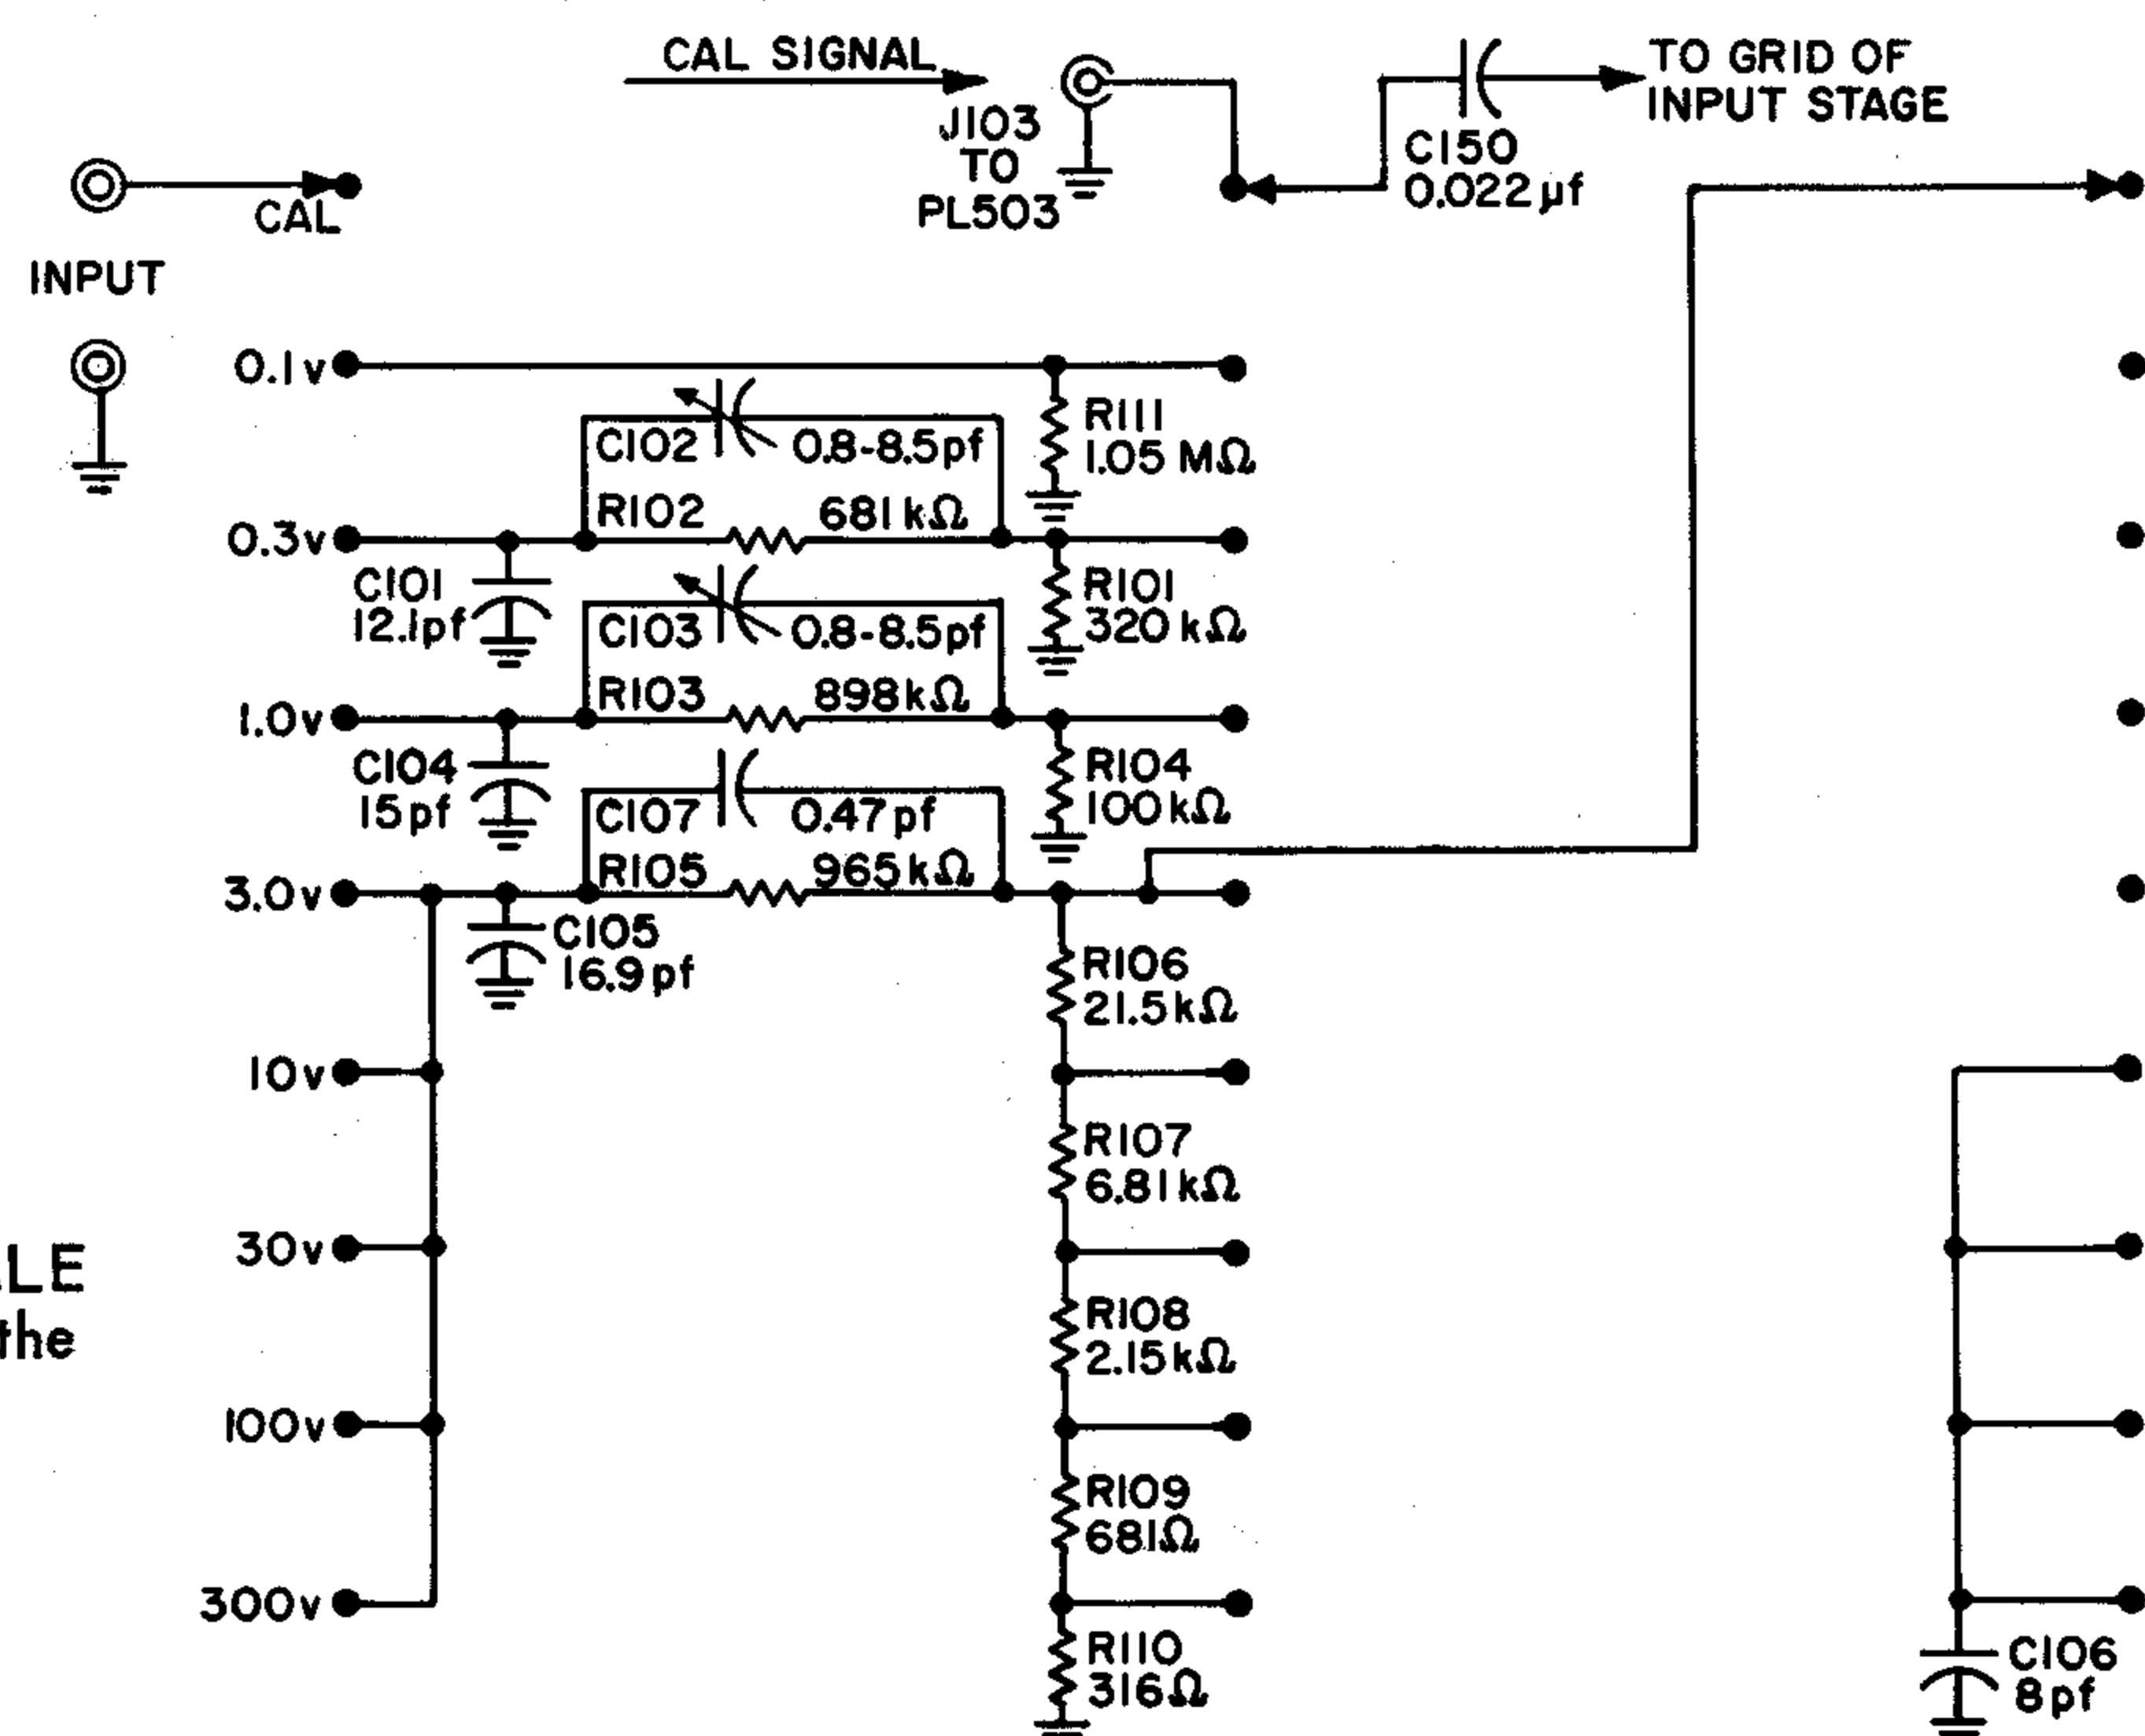 CAL SIGNAL
TO GRID OF
INPUT STAGE
J103
TO
PL503
C150
0.022 µf
CAL
INPUT
0.1v
R111
1.05 MΩ
C102 0.8-8.5pf
R102 681kΩ
0.3v
C101
12.1pf
R101
320kΩ
C103 0.8-8.5pf
R103 898kΩ
1.0v
C104
15pf
R104
100kΩ
C107 0.47pf
R105 965kΩ
3.0v
C105
16.9pf
R106
21.5kΩ
10v
R107
6.81kΩ
30v
LE
the
R108
2.15kΩ
100v
R109
681Ω
300v
R110
316Ω
C106
8pf